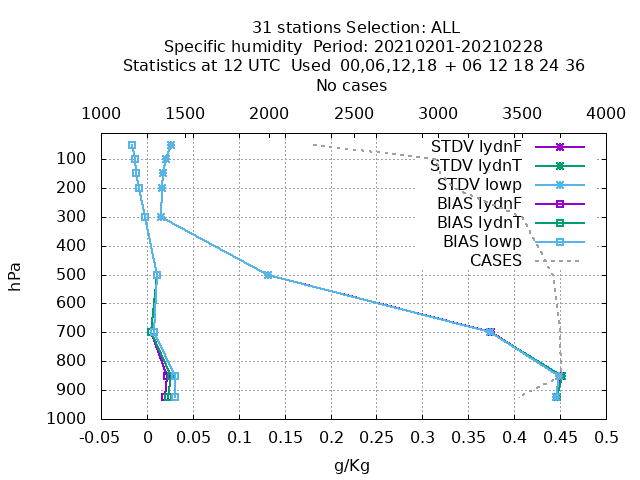 31 stations Selection: ALL
Specific humidity  Period: 20210201-20210228
Statistics at 12 UTC  Used  00,06,12,18  + 06 12 18 24 36
No cases
1000 1500 2000 2500 3000 3500 4000
STDV lydnF
STDV lydnT
STDV lowp
BIAS lydnF
BIAS lydnT
BIAS lowp
CASES
hPa
100
200
300
400
500
600
700
800
900
1000
-0.05 0 0.05 0.1 0.15 0.2 0.25 0.3 0.35 0.4 0.45 0.5
g/Kg